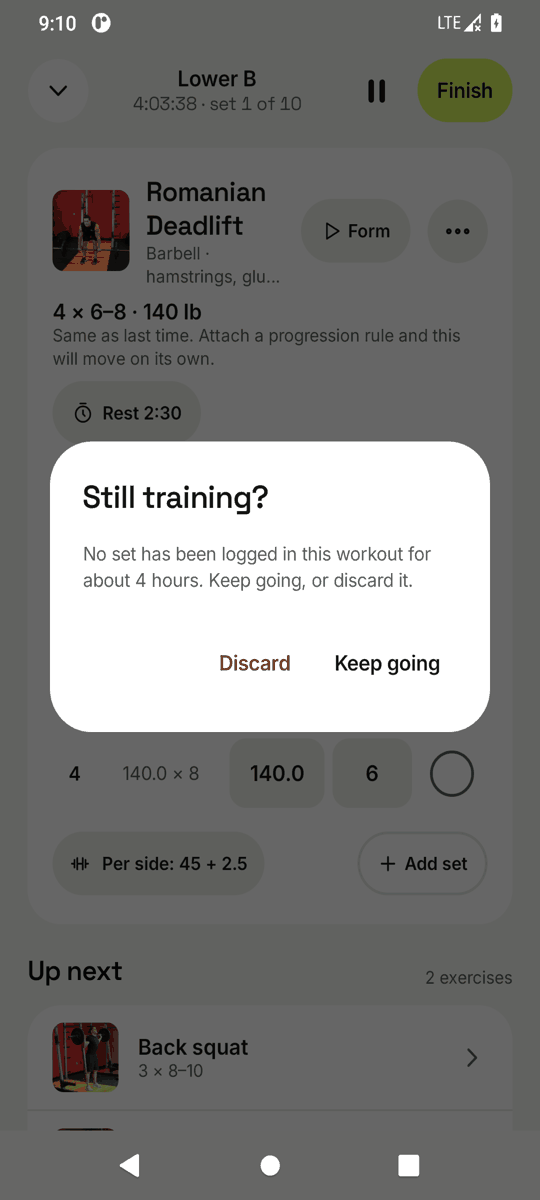 9:10
LTE
Lower B
4:03:38 · set 1 of 10
Finish
Romanian
Deadlift
Barbell ·
hamstrings, glu...
Form
4 × 6–8 · 140 lb
Same as last time. Attach a progression rule and this
will move on its own.
Rest 2:30
Still training?
No set has been logged in this workout for
about 4 hours. Keep going, or discard it.
Discard
Keep going
4
140.0 × 8
140.0
6
Per side: 45 + 2.5
+ Add set
Up next
2 exercises
Back squat
3 × 8–10